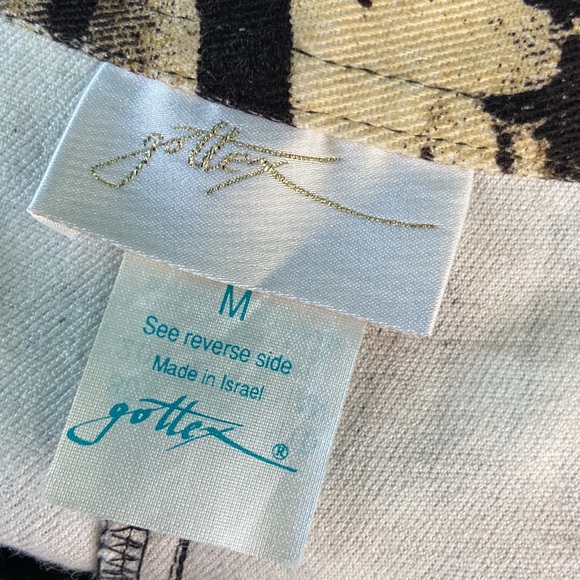 gottex
M
See reverse side
Made in Israel
gottex®